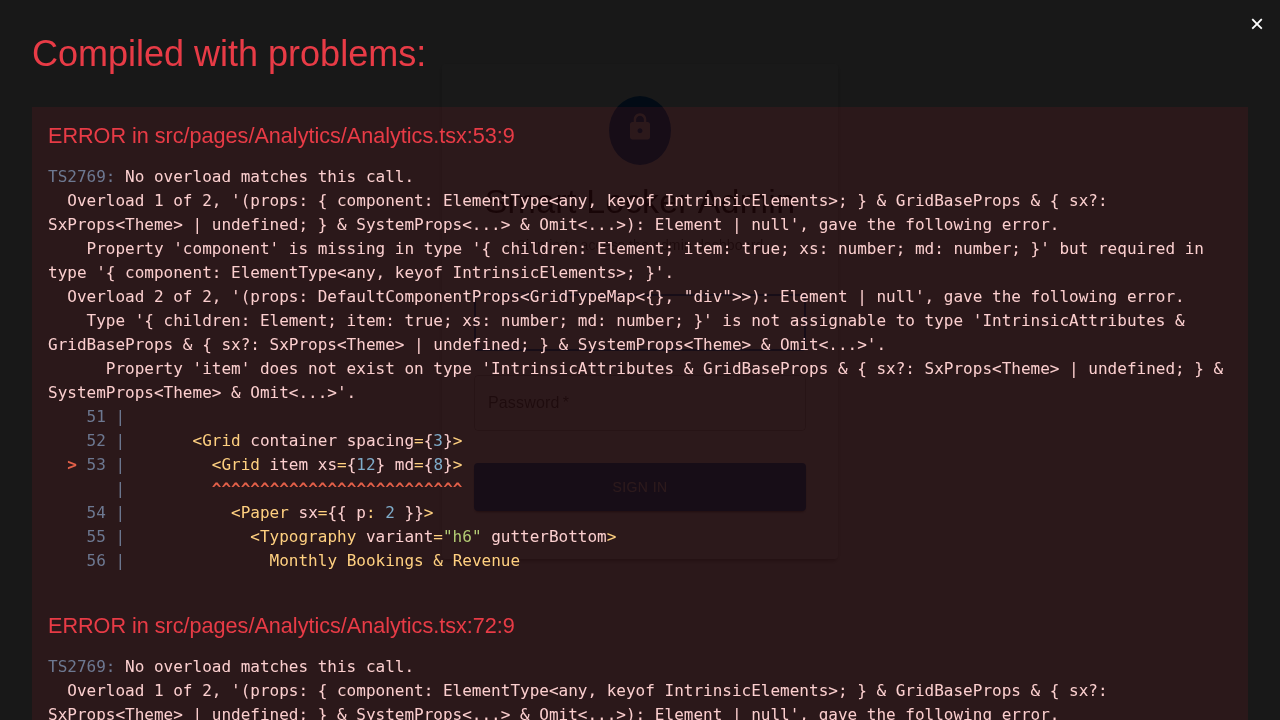 ×
Compiled with problems:
ERROR in src/pages/Analytics/Analytics.tsx:53:9
TS2769: No overload matches this call.
  Overload 1 of 2, '(props: { component: ElementType<any, keyof IntrinsicElements>; } & GridBaseProps & { sx?:
SxProps<Theme> | undefined; } & SystemProps<...> & Omit<...>): Element | null', gave the following error.
    Property 'component' is missing in type '{ children: Element; item: true; xs: number; md: number; }' but required in
type '{ component: ElementType<any, keyof IntrinsicElements>; }'.
  Overload 2 of 2, '(props: DefaultComponentProps<GridTypeMap<{}, "div">>): Element | null', gave the following error.
    Type '{ children: Element; item: true; xs: number; md: number; }' is not assignable to type 'IntrinsicAttributes &
GridBaseProps & { sx?: SxProps<Theme> | undefined; } & SystemProps<Theme> & Omit<...>'.
      Property 'item' does not exist on type 'IntrinsicAttributes & GridBaseProps & { sx?: SxProps<Theme> | undefined; } &
SystemProps<Theme> & Omit<...>'.
    51 |
    52 |       <Grid container spacing={3}>
  > 53 |         <Grid item xs={12} md={8}>
       |         ^^^^^^^^^^^^^^^^^^^^^^^^^^
    54 |           <Paper sx={{ p: 2 }}>
    55 |             <Typography variant="h6" gutterBottom>
    56 |               Monthly Bookings & Revenue
ERROR in src/pages/Analytics/Analytics.tsx:72:9
TS2769: No overload matches this call.
  Overload 1 of 2, '(props: { component: ElementType<any, keyof IntrinsicElements>; } & GridBaseProps & { sx?:
SxProps<Theme> | undefined; } & SystemProps<...> & Omit<...>): Element | null', gave the following error.
Smart Locker Admin
Password *
SIGN IN